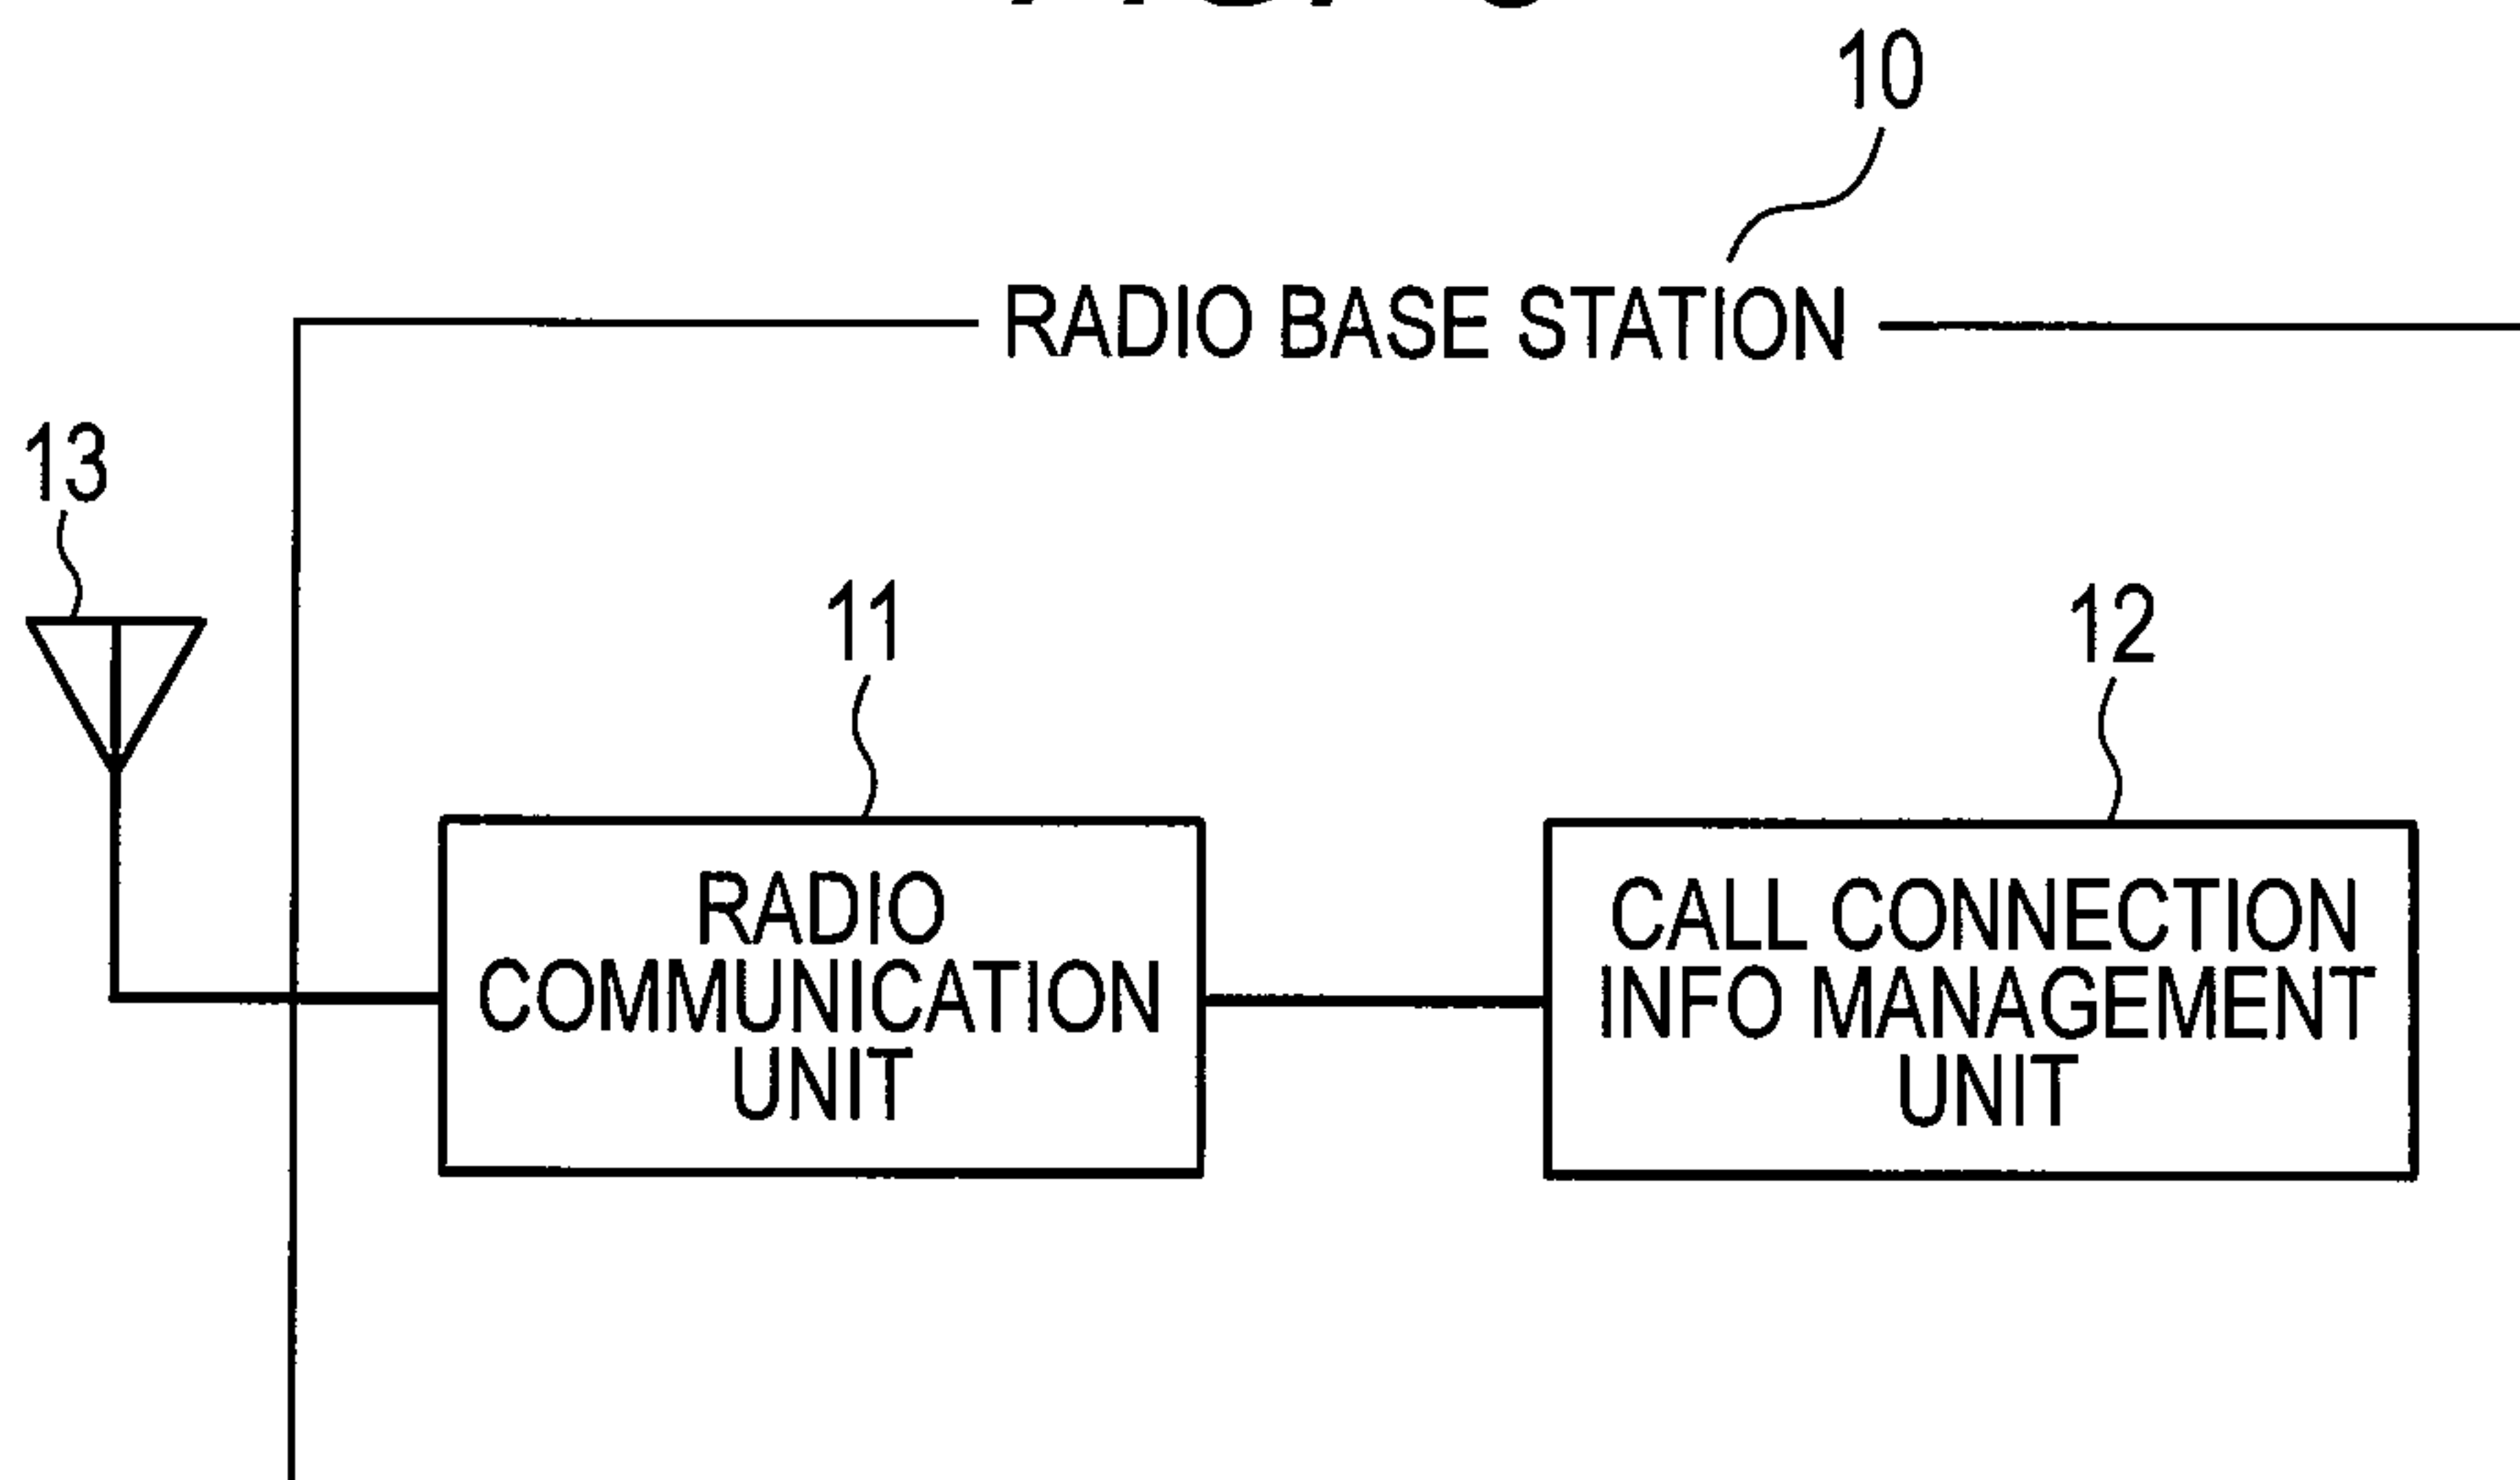 10
RADIO BASE STATION
13
11
12
RADIO
COMMUNICATION
UNIT
CALL CONNECTION
INFO MANAGEMENT
UNIT